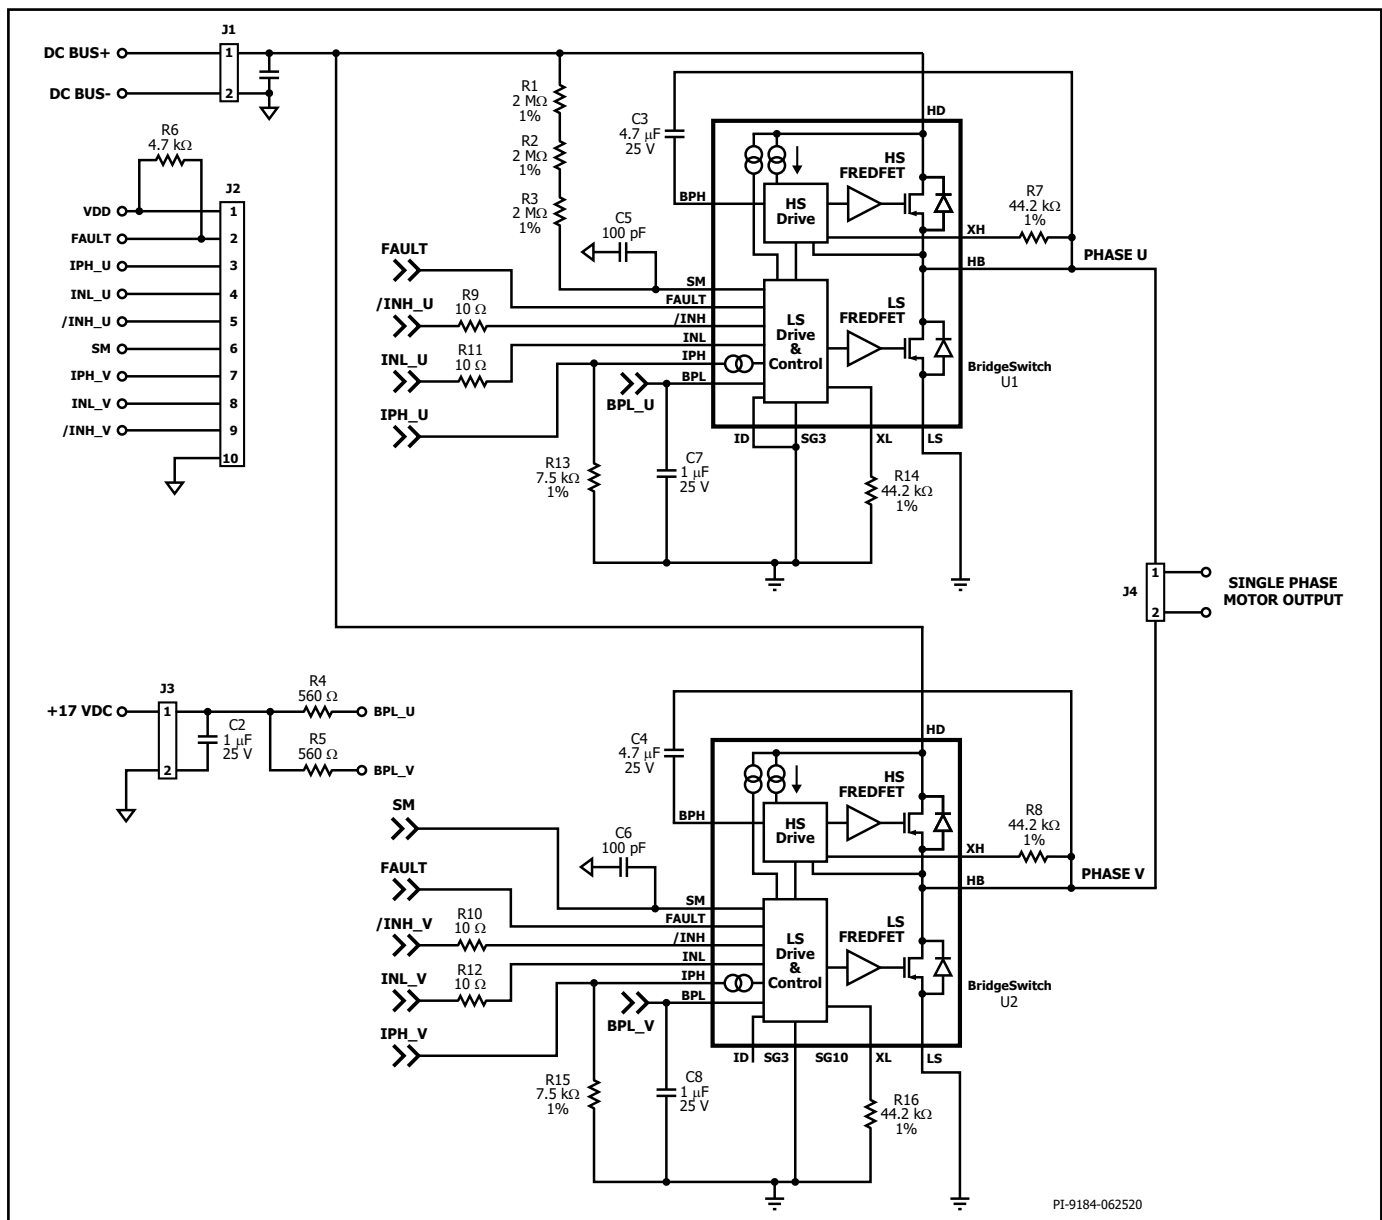 J1
DC BUS+
1
DC BUS-
2
R6
4.7 kΩ
J2
VDD
1
FAULT
2
IPH_U
3
INL_U
4
/INH_U
5
SM
6
IPH_V
7
INL_V
8
/INH_V
9
10
R1
2 MΩ
1%
R2
2 MΩ
1%
R3
2 MΩ
1%
C3
4.7 μF
25 V
C5
100 pF
HD
HS
FREDFET
BPH
HS
Drive
R7
44.2 kΩ
1%
XH
HB
PHASE U
FAULT
/INH_U
R9
10 Ω
INL_U
R11
10 Ω
IPH_U
SM
FAULT
/INH
INL
IPH
BPL
BPL_U
LS
Drive
&
Control
LS
FREDFET
BridgeSwitch
U1
ID
SG3
XL
LS
R13
7.5 kΩ
1%
C7
1 μF
25 V
R14
44.2 kΩ
1%
J4
1
2
SINGLE PHASE
MOTOR OUTPUT
J3
+17 VDC
1
2
C2
1 μF
25 V
R4
560 Ω
BPL_U
R5
560 Ω
BPL_V
C4
4.7 μF
25 V
C6
100 pF
HD
HS
FREDFET
BPH
HS
Drive
R8
44.2 kΩ
1%
XH
HB
PHASE V
SM
FAULT
/INH_V
R10
10 Ω
INL_V
R12
10 Ω
IPH_V
SM
FAULT
/INH
INL
IPH
BPL
BPL_V
LS
Drive
&
Control
LS
FREDFET
BridgeSwitch
U2
ID
SG3
SG10
XL
LS
R15
7.5 kΩ
1%
C8
1 μF
25 V
R16
44.2 kΩ
1%
PI-9184-062520